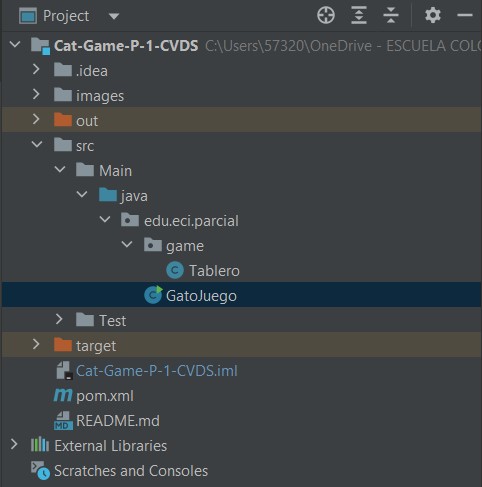 Project
Cat-Game-P-1-CVDS C:\Users\57320\OneDrive - ESCUELA COLO
.idea
images
out
src
Main
java
edu.eci.parcial
game
C Tablero
C GatoJuego
Test
target
Cat-Game-P-1-CVDS.iml
m pom.xml
MD README.md
External Libraries
Scratches and Consoles